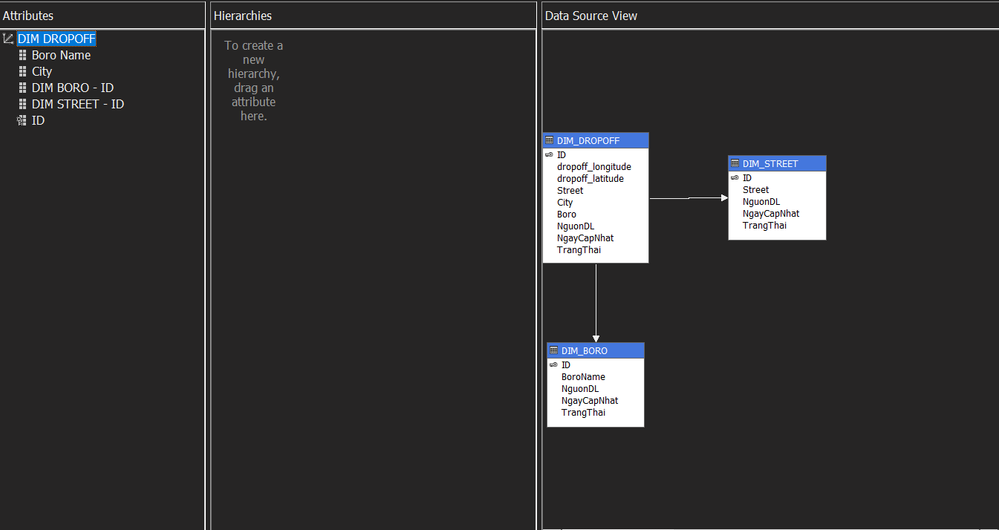 Attributes
DIM DROPOFF
Boro Name
City
DIM BORO - ID
DIM STREET - ID
ID
Hierarchies
To create a
new
hierarchy,
drag an
attribute
here.
Data Source View
DIM_DROPOFF
ID
dropoff_longitude
dropoff_latitude
Street
City
Boro
NguonDL
NgayCapNhat
TrangThai
DIM_STREET
ID
Street
NguonDL
NgayCapNhat
TrangThai
DIM_BORO
ID
BoroName
NguonDL
NgayCapNhat
TrangThai